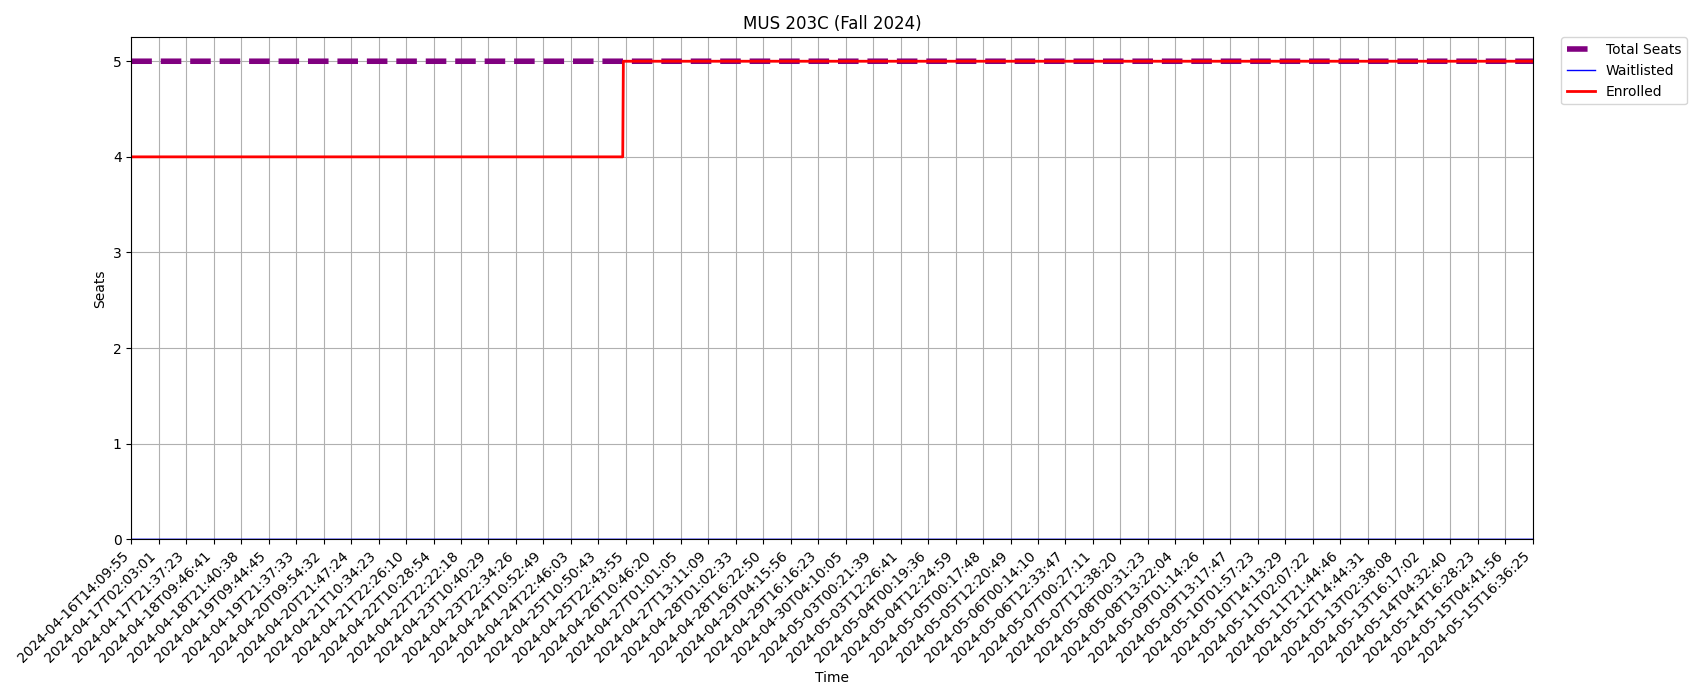 MUS 203C (Fall 2024)
Total Seats
Waitlisted
Enrolled
5
4
3
2
1
0
Seats
2024-04-16T14:09:55
2024-04-17T02:03:01
2024-04-17T21:37:23
2024-04-18T09:46:41
2024-04-18T21:40:38
2024-04-19T09:44:45
2024-04-19T21:37:33
2024-04-20T09:54:32
2024-04-20T21:47:24
2024-04-21T10:34:23
2024-04-21T22:26:10
2024-04-22T10:28:54
2024-04-22T22:22:18
2024-04-23T10:40:29
2024-04-23T22:34:26
2024-04-24T10:52:49
2024-04-24T22:46:03
2024-04-25T10:50:43
2024-04-25T22:43:55
2024-04-26T10:46:20
2024-04-27T01:01:05
2024-04-27T13:11:09
2024-04-28T01:02:33
2024-04-28T16:22:50
2024-04-29T04:15:56
2024-04-29T16:16:23
2024-04-30T04:10:05
2024-05-03T00:21:39
2024-05-03T12:26:41
2024-05-04T00:19:36
2024-05-04T12:24:59
2024-05-05T00:17:48
2024-05-05T12:20:49
2024-05-06T00:14:10
2024-05-06T12:33:47
2024-05-07T00:27:11
2024-05-07T12:38:20
2024-05-08T00:31:23
2024-05-08T13:22:04
2024-05-09T01:14:26
2024-05-09T13:17:47
2024-05-10T01:57:23
2024-05-10T14:13:29
2024-05-11T02:07:22
2024-05-11T21:44:46
2024-05-12T14:44:31
2024-05-13T02:38:08
2024-05-13T16:17:02
2024-05-14T04:32:40
2024-05-14T16:28:23
2024-05-15T04:41:56
2024-05-15T16:36:25
Time